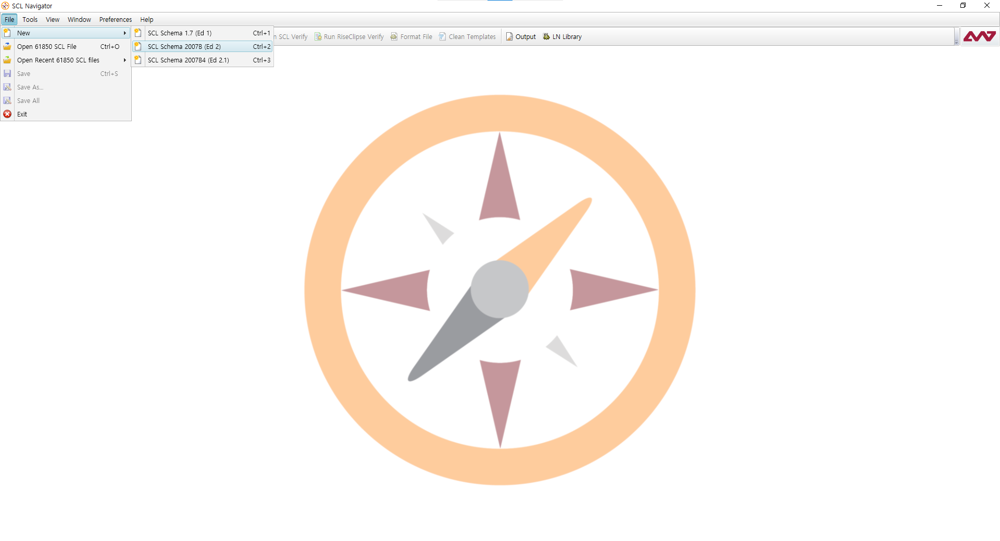 SCL Navigator
File Tools View Window Preferences Help
New
Open 61850 SCL File Ctrl+O
Open Recent 61850 SCL files
Save Ctrl+S
Save As...
Save All
Exit
SCL Schema 1.7 (Ed 1) Ctrl+1
SCL Schema 2007B (Ed 2) Ctrl+2
SCL Schema 2007B4 (Ed 2.1) Ctrl+3
SCL Verify Run RiseClipse Verify Format File Clean Templates Output LN Library